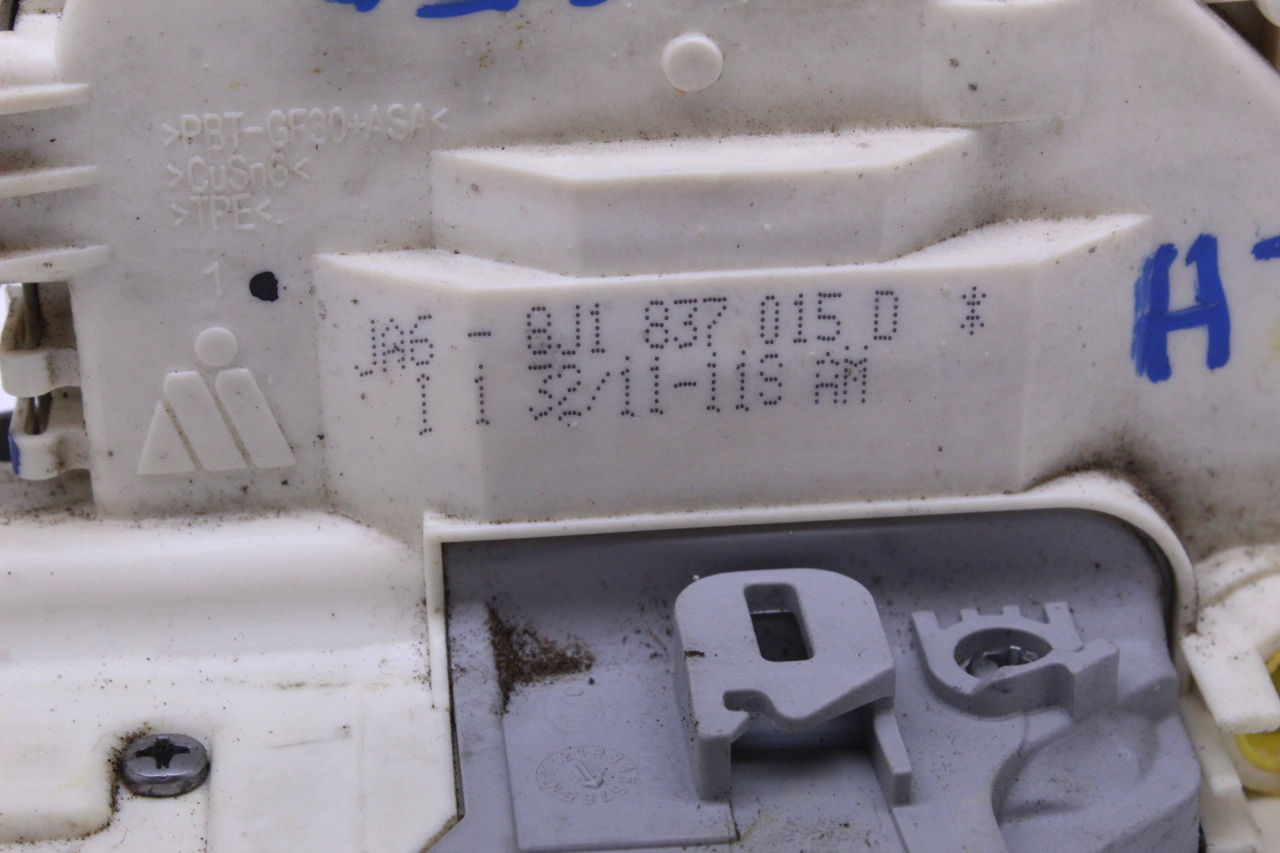 >PBT-GF30+ASA<
>CuSn6<
>TPE<
1
JA6 - 8J1 837 015 D *
1 1 32/11-11S AM
H